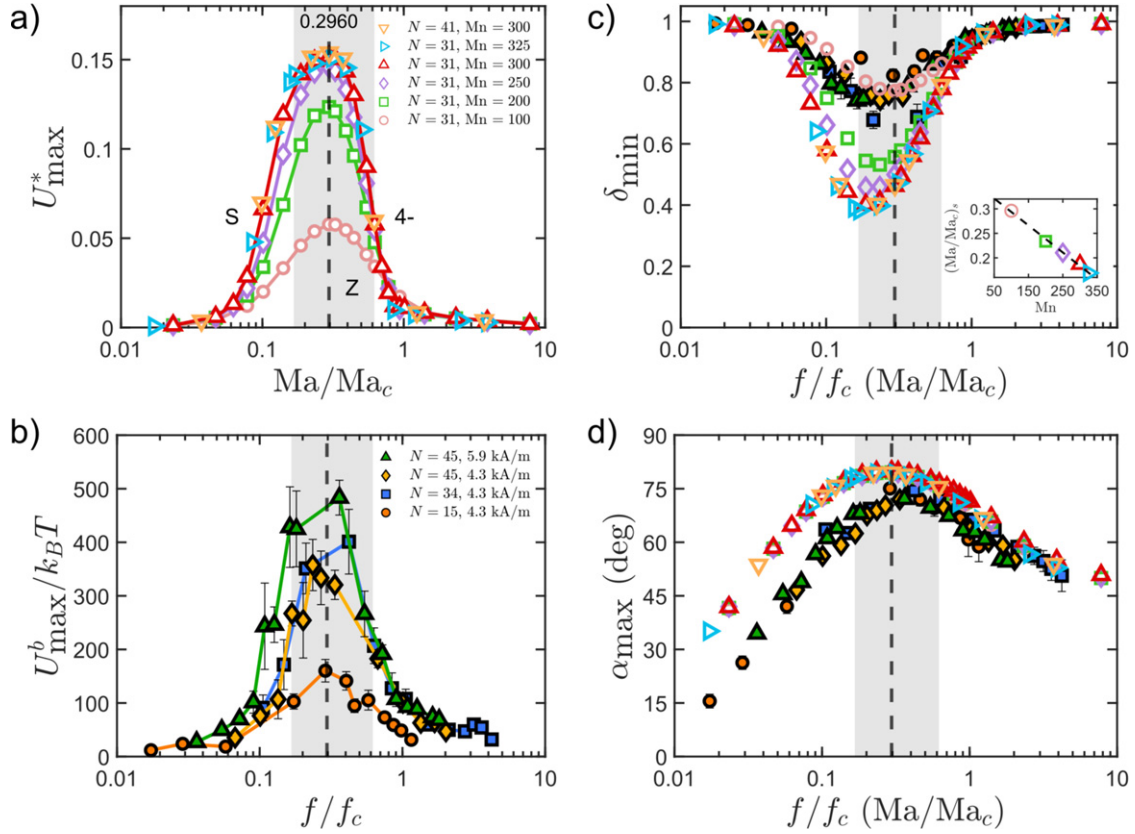 a)
0.2960
N = 41, Mn = 300
N = 31, Mn = 325
N = 31, Mn = 300
N = 31, Mn = 250
N = 31, Mn = 200
N = 31, Mn = 100
0.15
0.1
0.05
0
U*max
S
4-
Z
0.01
0.1
1
10
Ma/Mac
c)
1
0.8
0.6
0.4
0.2
0
δmin
0.3
0.25
0.2
(Ma/Mac)s
50
150
250
350
Mn
0.01
0.1
1
10
f/fc (Ma/Mac)
b)
600
500
400
300
200
100
0
Ubmax/kBT
N = 45, 5.9 kA/m
N = 45, 4.3 kA/m
N = 34, 4.3 kA/m
N = 15, 4.3 kA/m
0.01
0.1
1
10
f/fc
d)
90
75
60
45
30
15
0
αmax (deg)
0.01
0.1
1
10
f/fc (Ma/Mac)